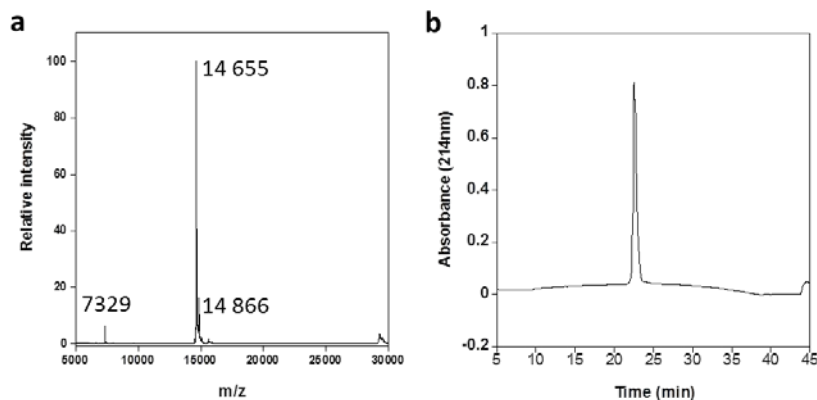 a
100
80
60
40
20
0
Relative intensity
14 655
14 866
7329
5000 10000 15000 20000 25000 30000
m/z
b
1
0.8
0.6
0.4
0.2
0
-0.2
Absorbance (214nm)
5 10 15 20 25 30 35 40 45
Time (min)